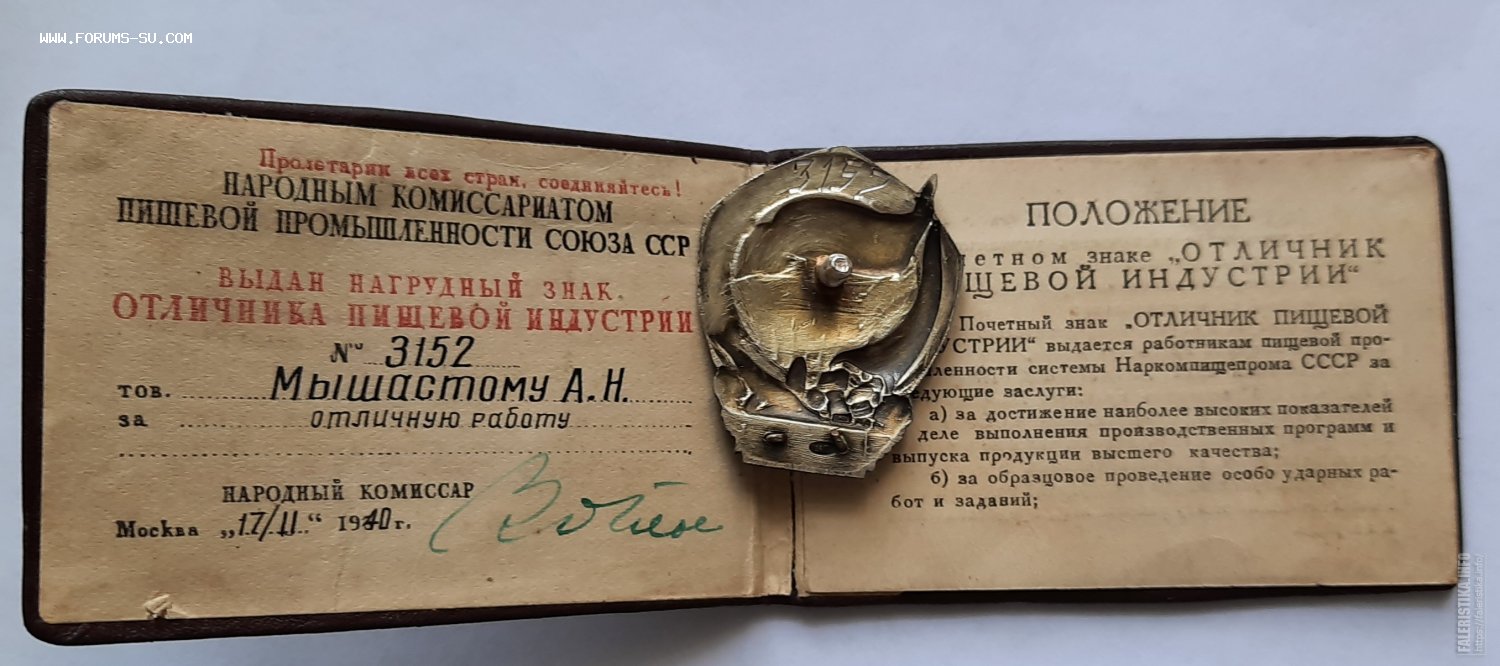 WWW.FORUMS-SU.COM
Пролетарии всех стран, соединяйтесь!
НАРОДНЫМ КОМИССАРИАТОМ
ПИЩЕВОЙ ПРОМЫШЛЕННОСТИ СОЮЗА ССР
ВЫДАН НАГРУДНЫЙ ЗНАК
ОТЛИЧНИКА ПИЩЕВОЙ ИНДУСТРИИ
№ 3152
тов. Мышастому А.Н.
за отличную работу
НАРОДНЫЙ КОМИССАР
Москва „17/II“ 1940 г.
3152
ПОЛОЖЕНИЕ
етном знаке „ОТЛИЧНИК
ЩЕВОЙ ИНДУСТРИИ“
Почетный знак „ОТЛИЧНИК ПИЩЕВОЙ
УСТРИИ“ выдается работникам пищевой про-
ленности системы Наркомпищепрома СССР за
едующие заслуги:
а) за достижение наиболее высоких показателей
деле выполнения производственных программ и
выпуска продукции высшего качества;
б) за образцовое проведение особо ударных ра-
бот и заданий;
FALERISTIKA.INFO
https://faleristika.info/